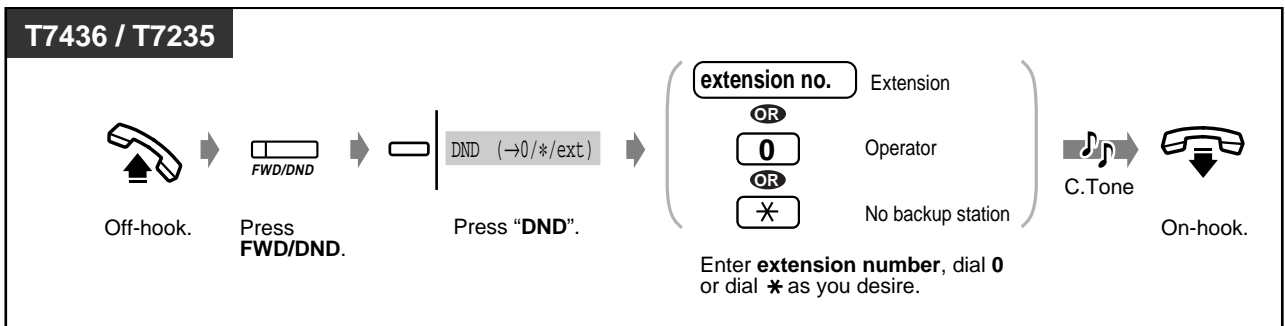 T7436 / T7235
extension no. Extension
OR
FWD/DND
DND (→0/*/ext)
0 Operator
OR
* No backup station
C.Tone
Off-hook.
Press
FWD/DND.
Press “DND”.
Enter extension number, dial 0
or dial * as you desire.
On-hook.